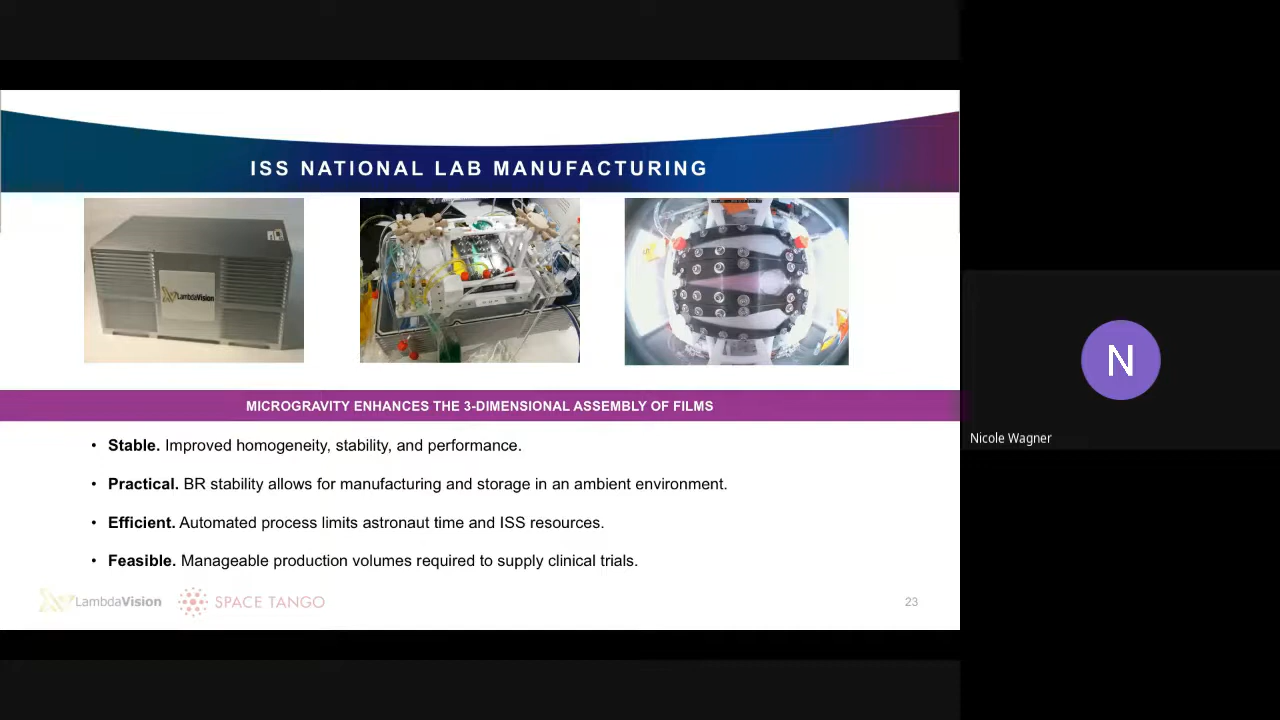 ISS NATIONAL LAB MANUFACTURING
LambdaVision
MICROGRAVITY ENHANCES THE 3-DIMENSIONAL ASSEMBLY OF FILMS
• Stable. Improved homogeneity, stability, and performance.
• Practical. BR stability allows for manufacturing and storage in an ambient environment.
• Efficient. Automated process limits astronaut time and ISS resources.
• Feasible. Manageable production volumes required to supply clinical trials.
LambdaVision
SPACE TANGO
23
N
Nicole Wagner